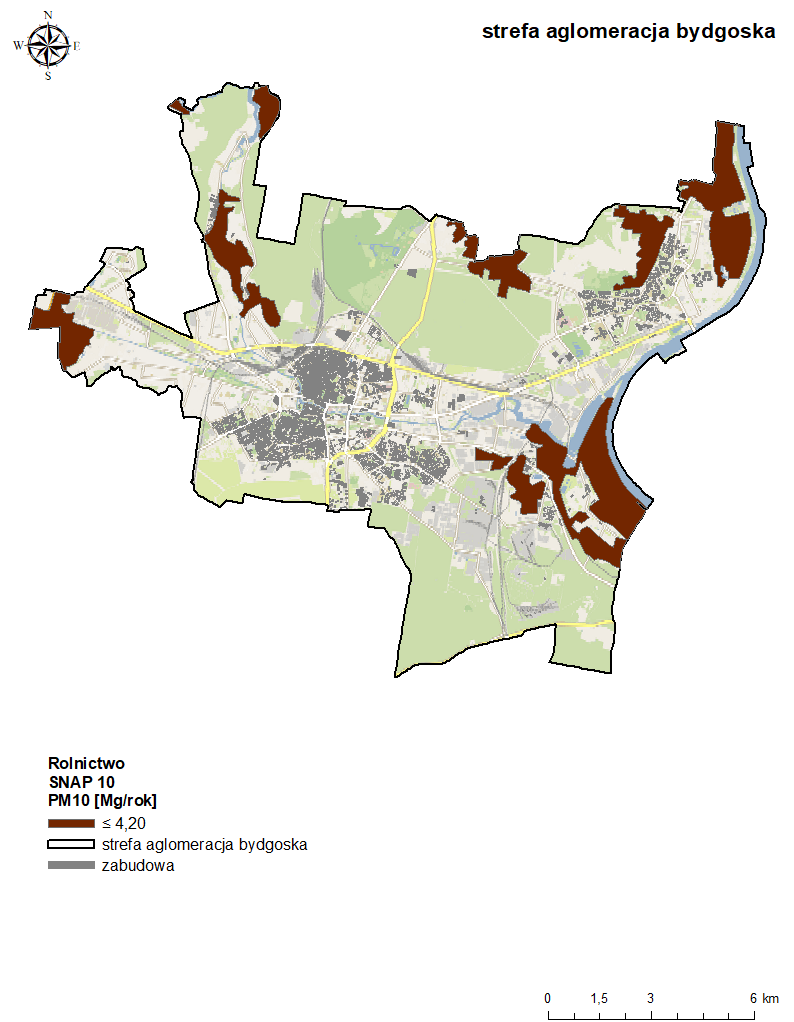 N
W E
S
strefa aglomeracja bydgoska
Rolnictwo
SNAP 10
PM10 [Mg/rok]
≤ 4,20
strefa aglomeracja bydgoska
zabudowa
0 1,5 3 6 km